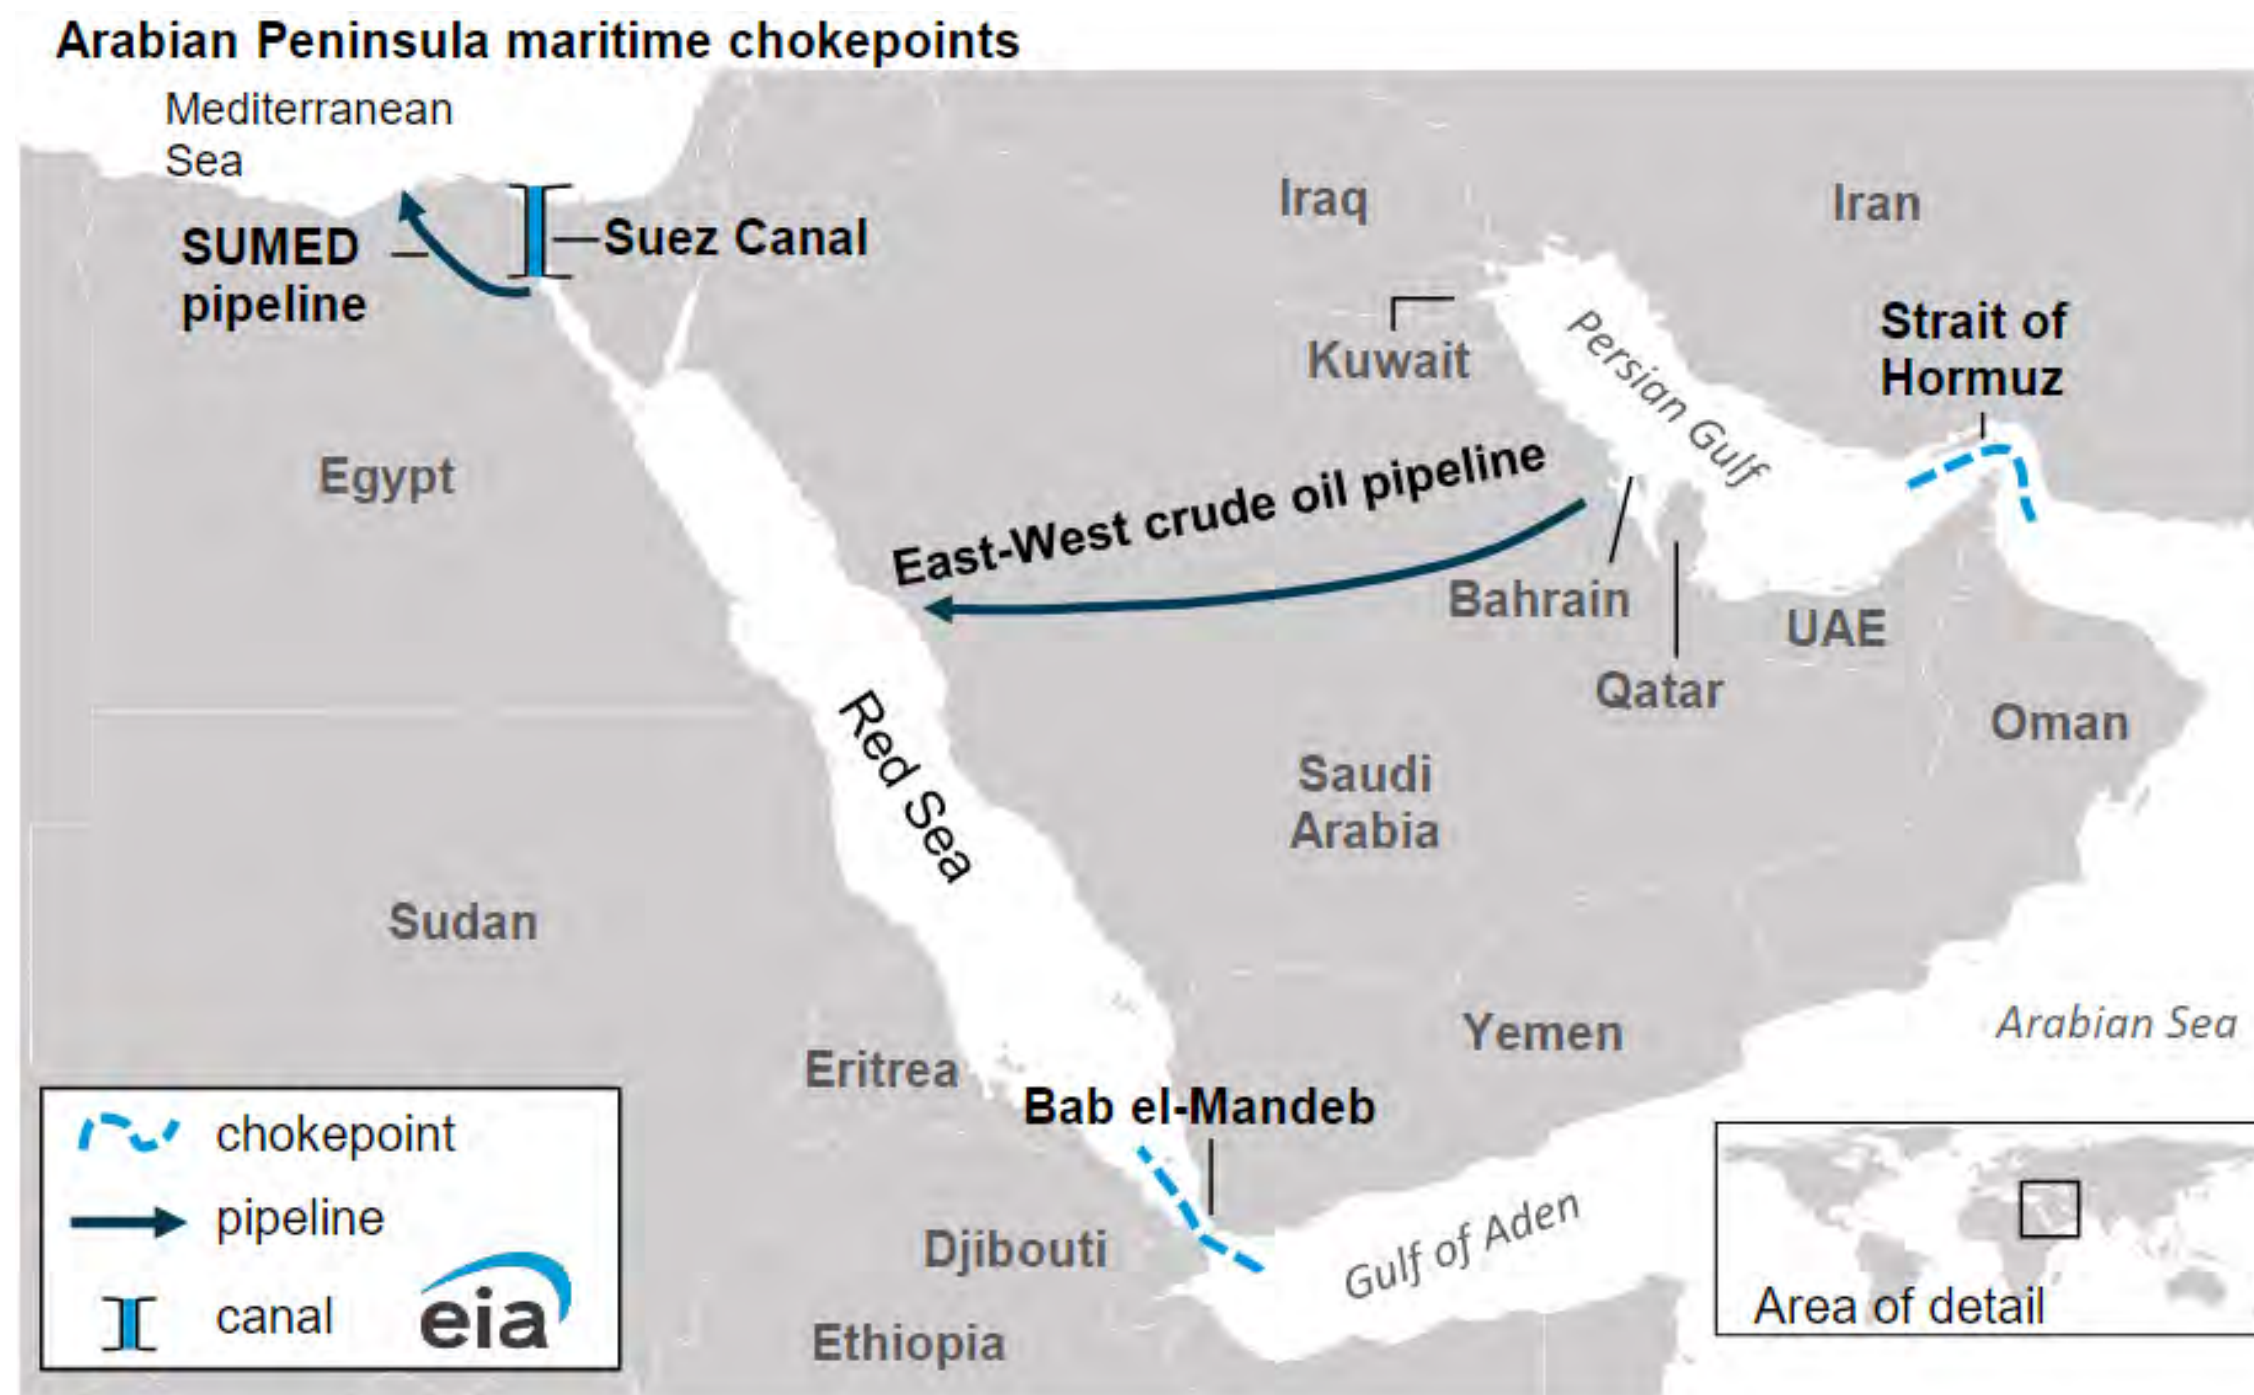 Arabian Peninsula maritime chokepoints
Mediterranean
Sea
SUMED
pipeline
Suez Canal
Iraq
Iran
Kuwait
Persian Gulf
Strait of
Hormuz
Egypt
East-West crude oil pipeline
Bahrain
Qatar
UAE
Oman
Red Sea
Saudi
Arabia
Sudan
Eritrea
Yemen
Arabian Sea
Bab el-Mandeb
Djibouti
Gulf of Aden
Ethiopia
chokepoint
pipeline
canal
eia
Area of detail